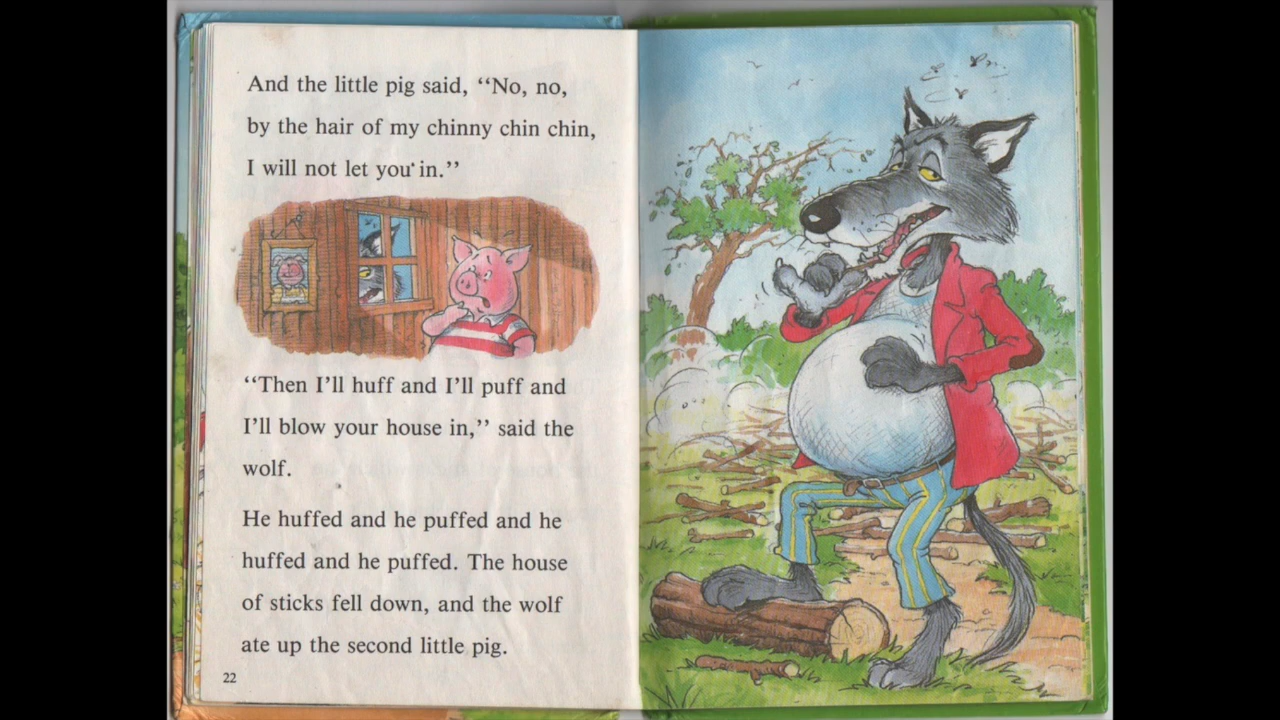 And the little pig said, “No, no,
by the hair of my chinny chin chin,
I will not let you in.”
“Then I’ll huff and I’ll puff and
I’ll blow your house in,” said the
wolf.
He huffed and he puffed and he
huffed and he puffed. The house
of sticks fell down, and the wolf
ate up the second little pig.
22